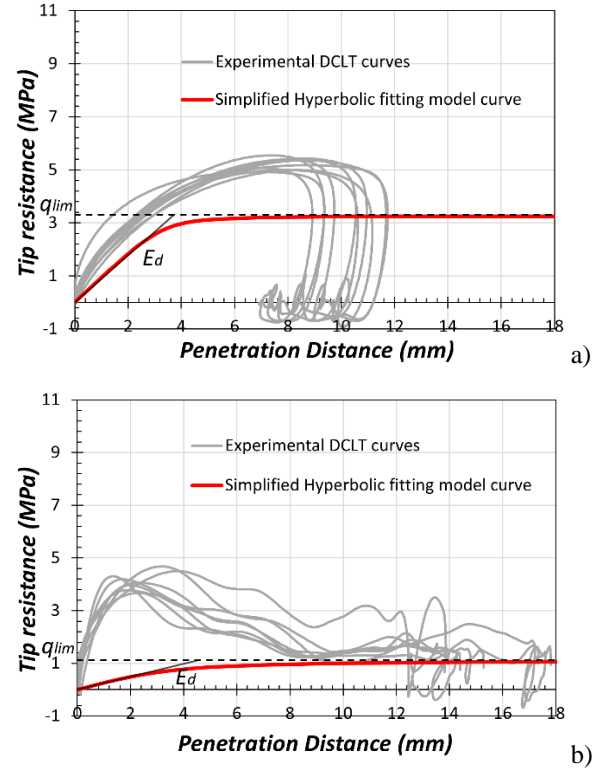 11
9
7
5
3
1
-1
Tip resistance (MPa)
Experimental DCLT curves
Simplified Hyperbolic fitting model curve
qlim
Ed
0 2 4 6 8 10 12 14 16 18
Penetration Distance (mm)
a)
11
9
7
5
3
1
-1
Tip resistance (MPa)
Experimental DCLT curves
Simplified Hyperbolic fitting model curve
qlim
Ed
0 2 4 6 8 10 12 14 16 18
Penetration Distance (mm)
b)